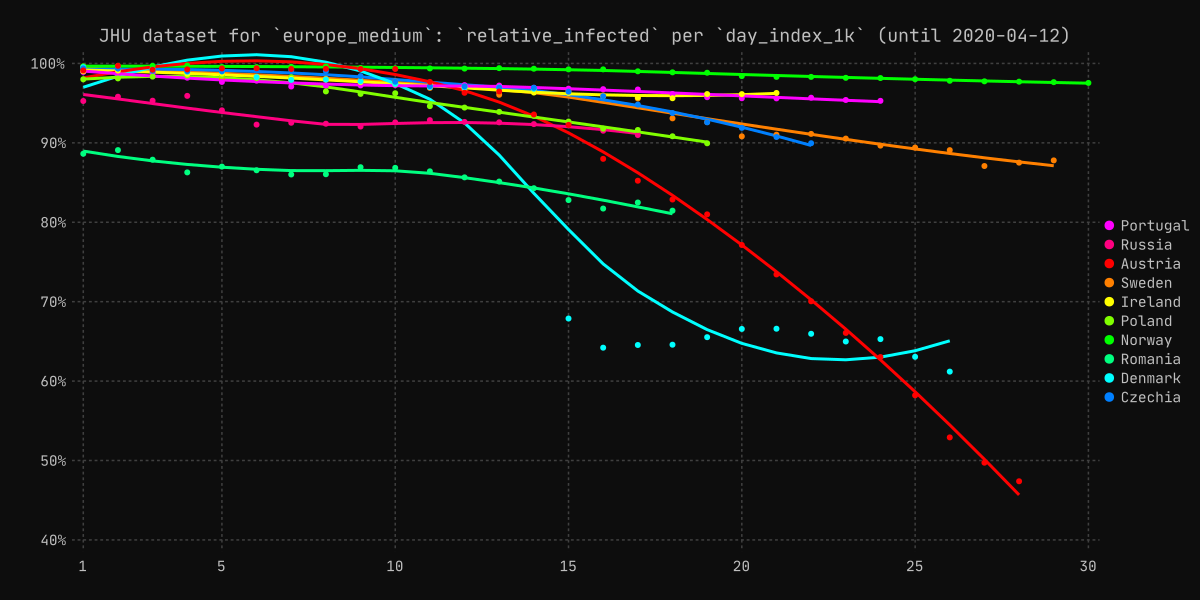 JHU dataset for `europe_medium`: `relative_infected` per `day_index_1k` (until 2020-04-12)
100%
90%
80%
70%
60%
50%
40%
1 5 10 15 20 25 30
Portugal
Russia
Austria
Sweden
Ireland
Poland
Norway
Romania
Denmark
Czechia